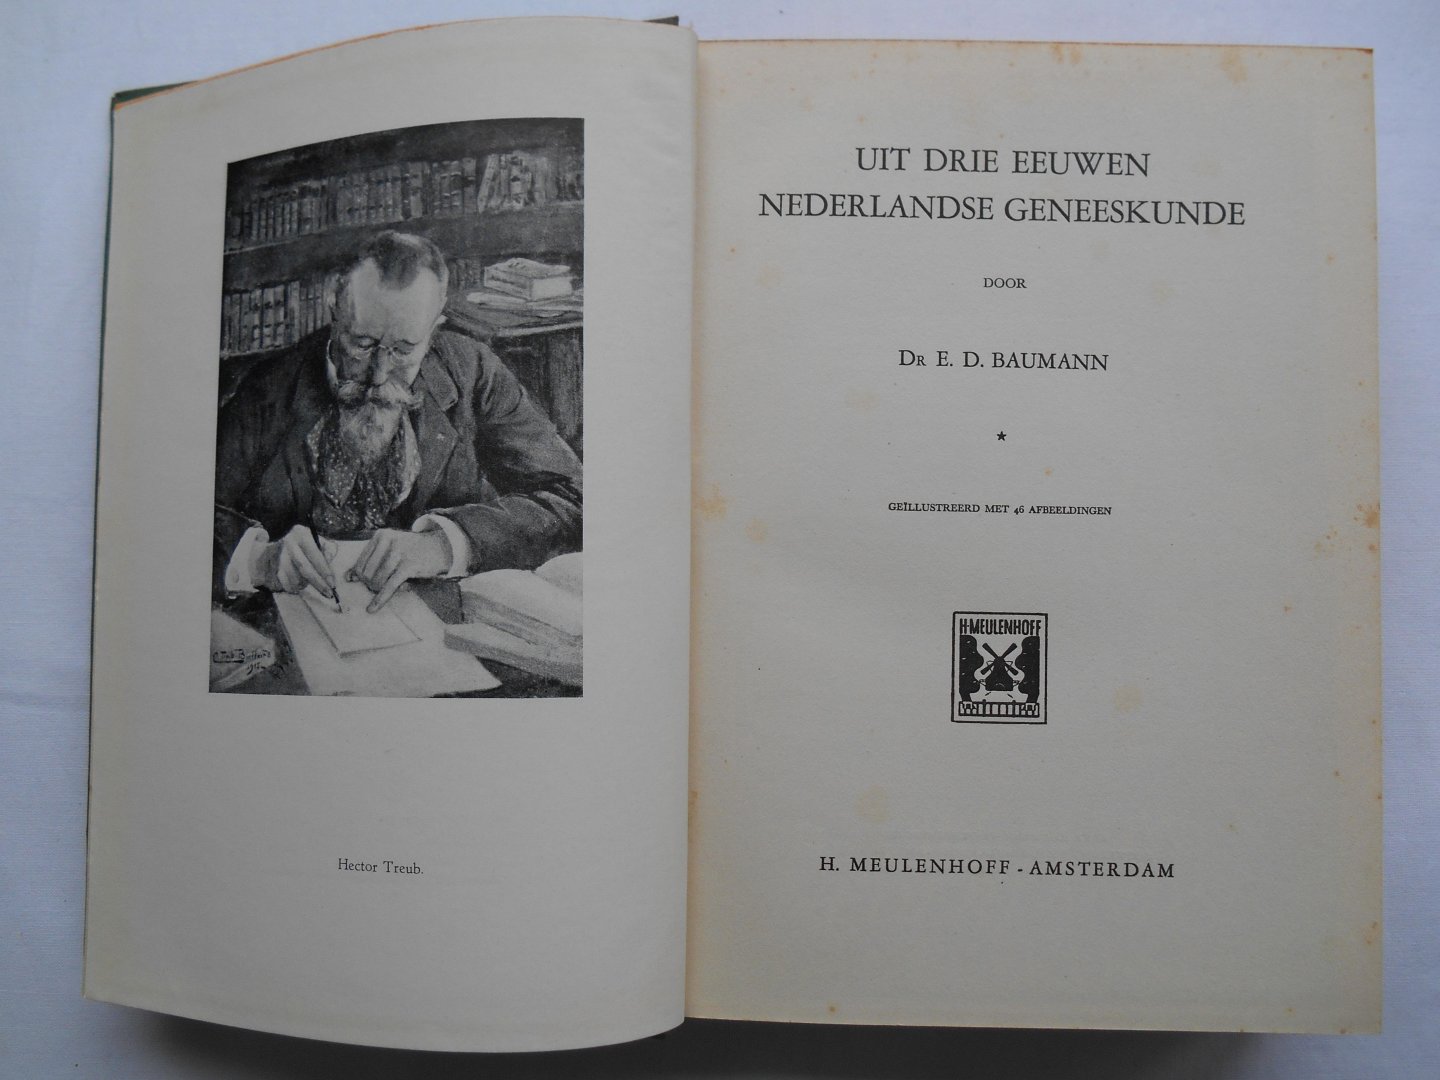 Hector Treub.
UIT DRIE EEUWEN
NEDERLANDSE GENEESKUNDE
DOOR
DR E. D. BAUMANN
★
GEÏLLUSTREERD MET 46 AFBEELDINGEN
H·MEULENHOFF
H. MEULENHOFF - AMSTERDAM